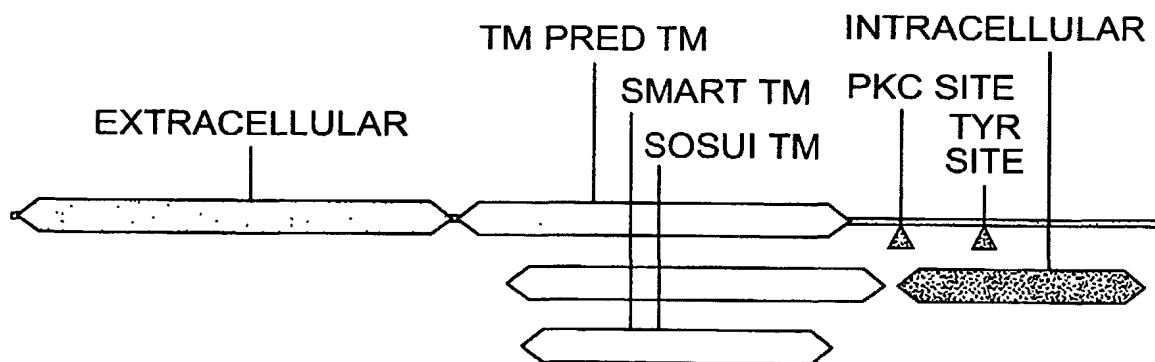 INTRACELLULAR
TM PRED TM
SMART TM
PKC SITE
EXTRACELLULAR
SOSUI TM
TYR
SITE